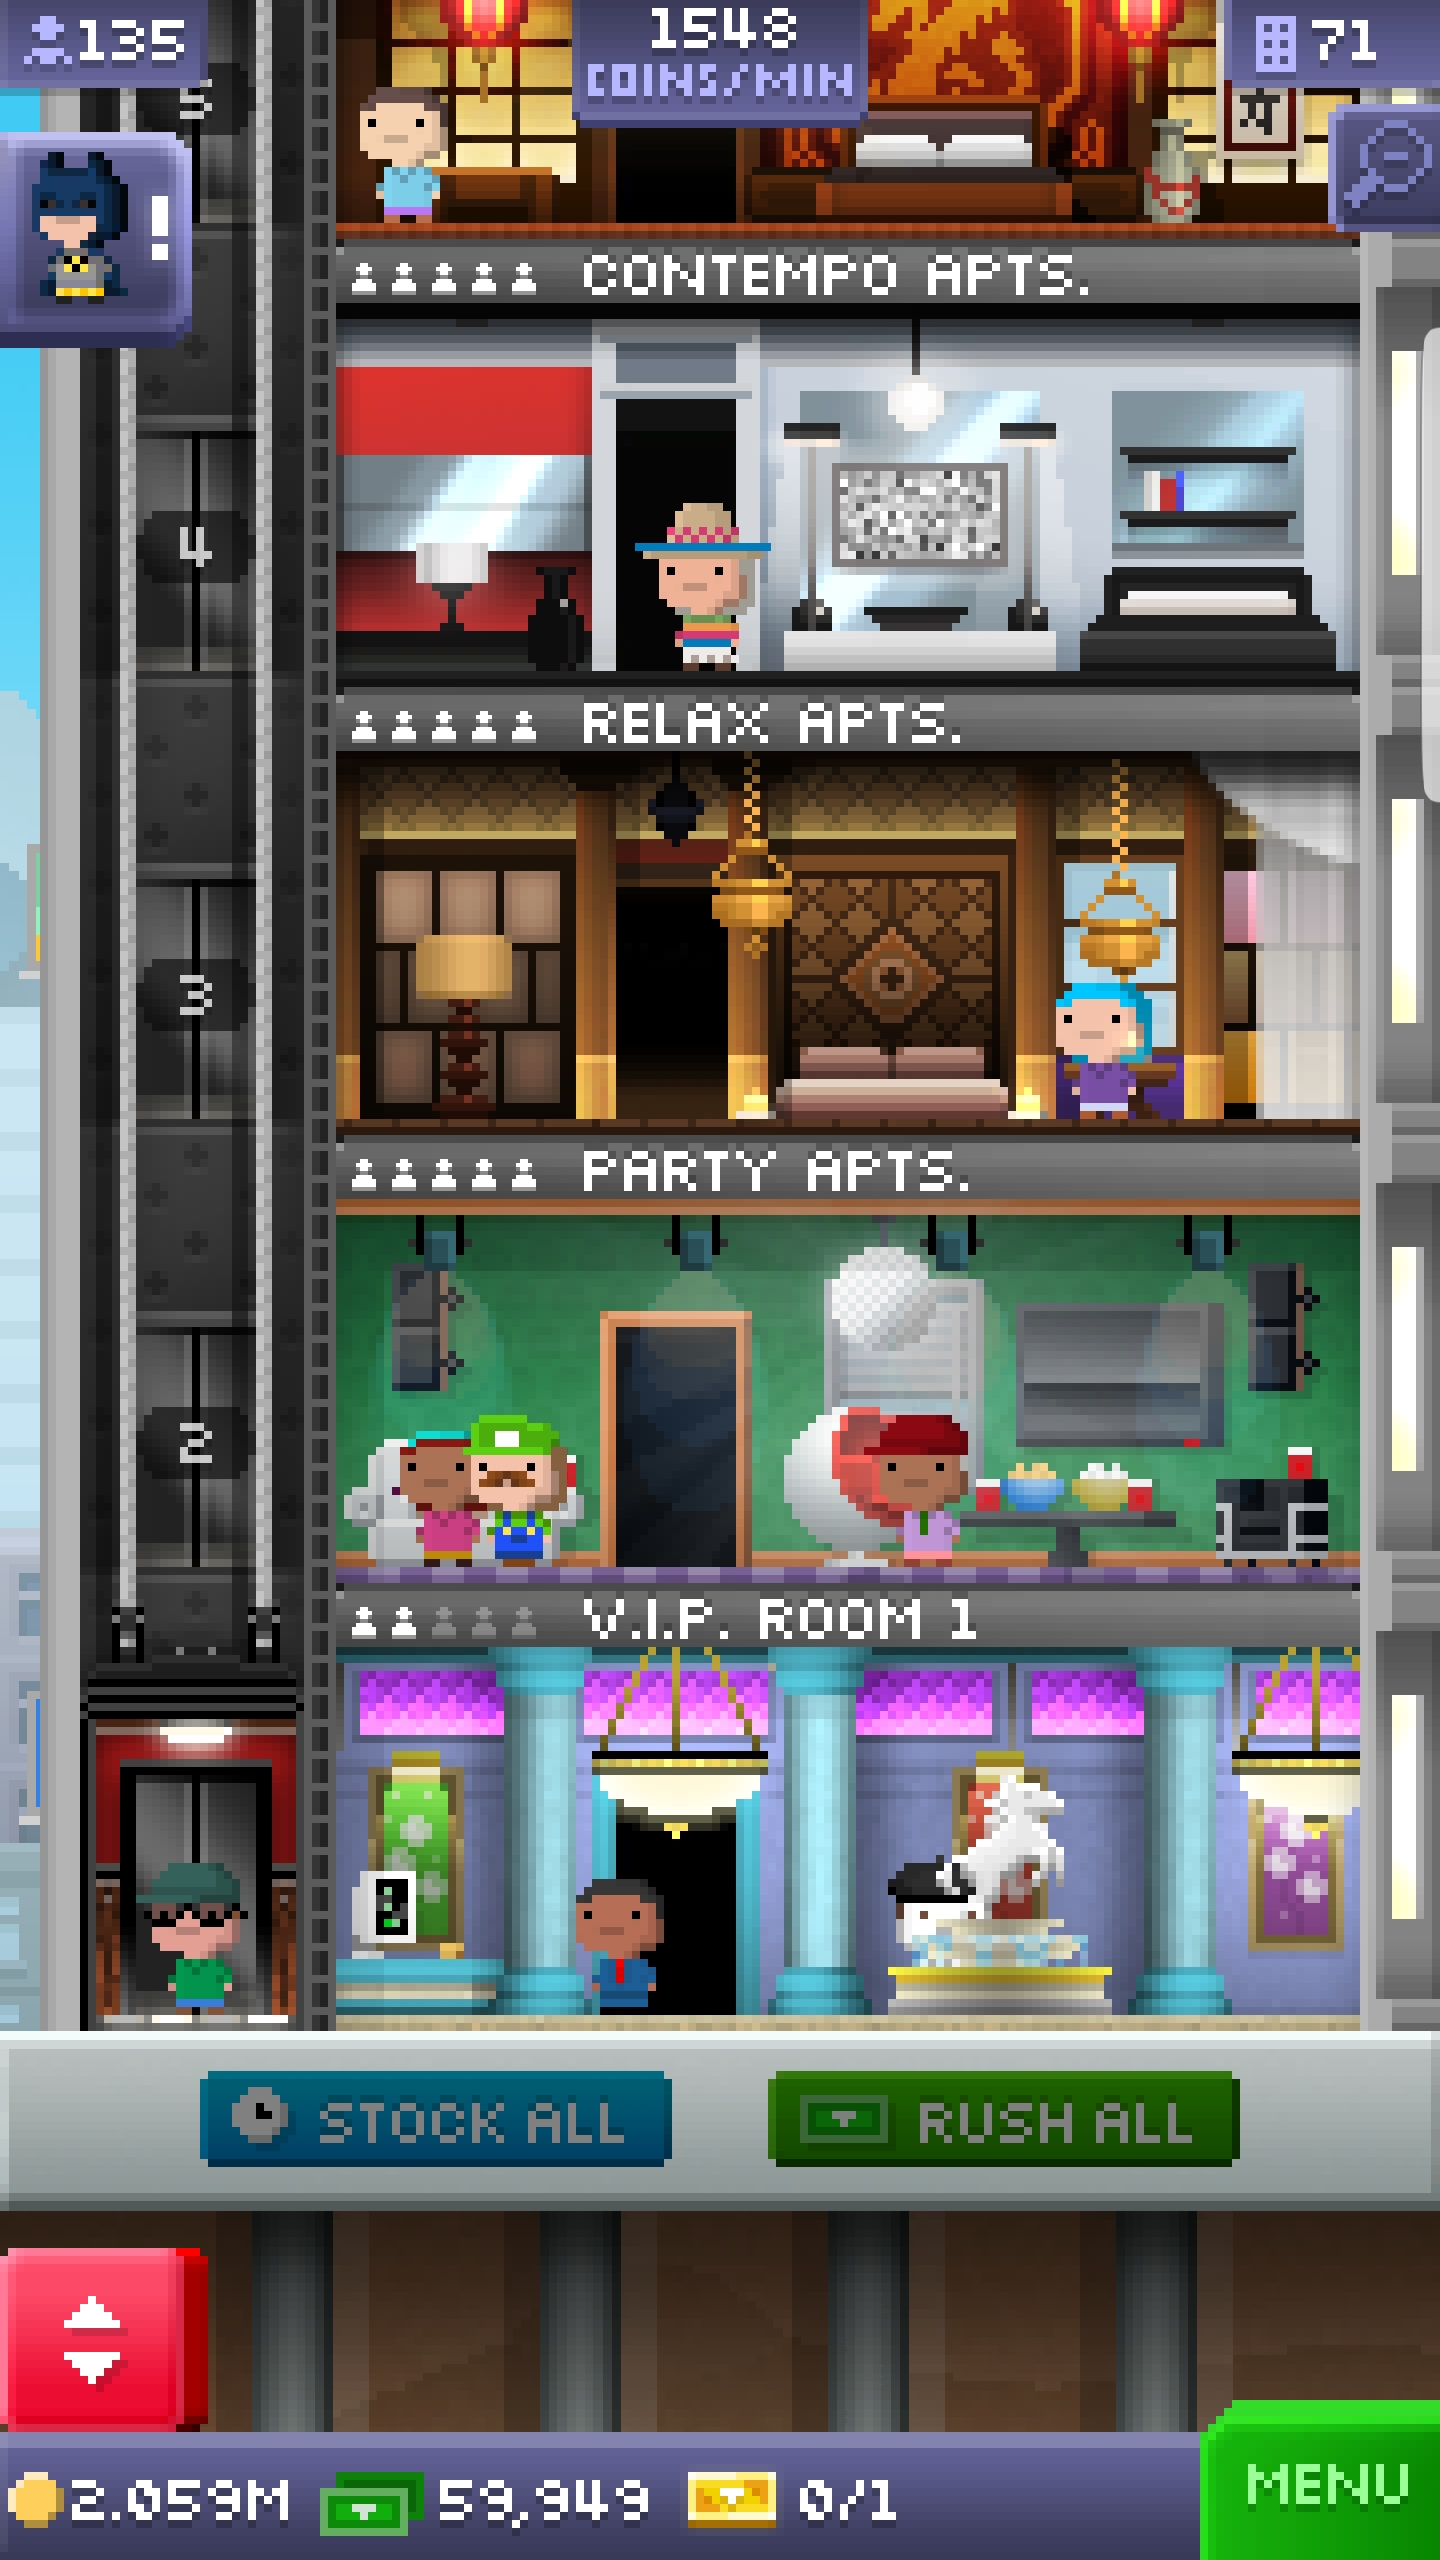 135
1548
COINS/MIN
71
5
!
CONTEMPO APTS.
4
RELAX APTS.
3
PARTY APTS.
2
V.I.P. ROOM 1
STOCK ALL
RUSH ALL
2.059M
59,949
0/1
MENU